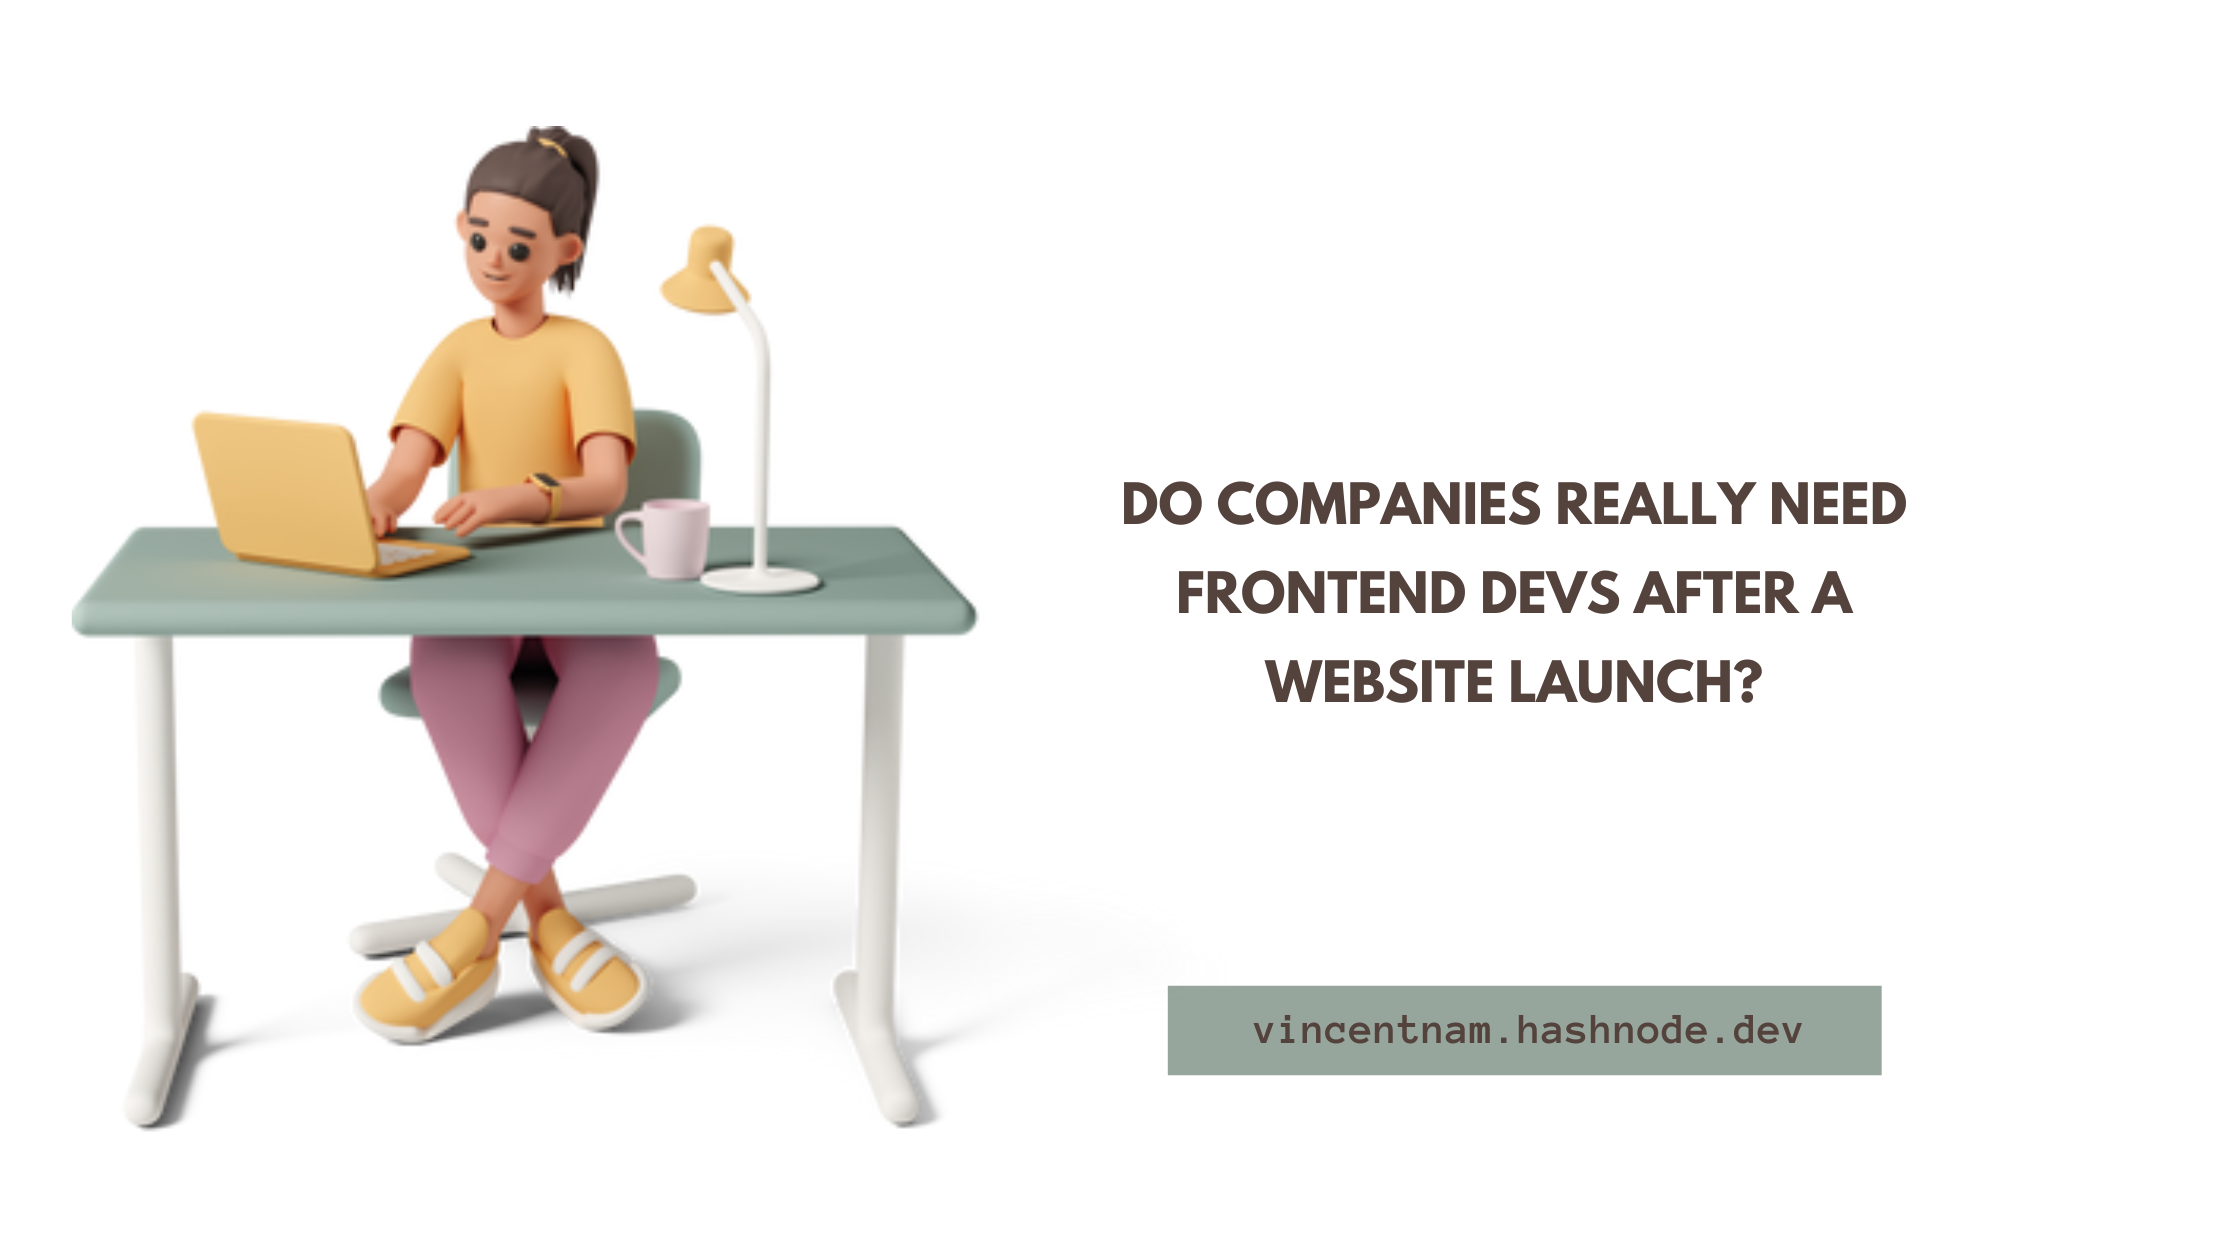 DO COMPANIES REALLY NEED
FRONTEND DEVS AFTER A
WEBSITE LAUNCH?
vincentnam.hashnode.dev